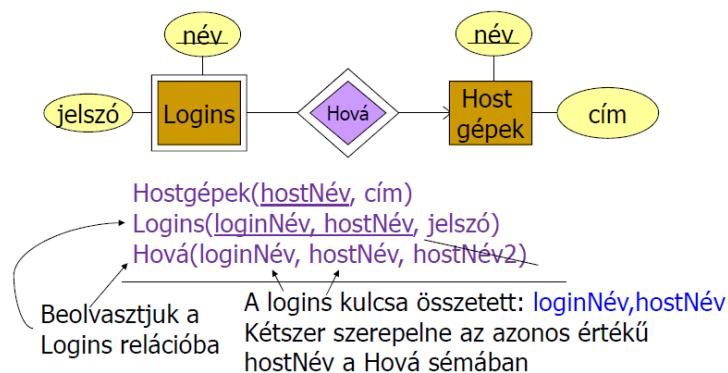 név
név
jelszó
Logins
Hová
Host
gépek
cím
Hostgépek(hostNév, cím)
Logins(loginNév, hostNév, jelszó)
Hová(loginNév, hostNév, hostNév2)
Beolvasztjuk a
Logins relációba
A logins kulcsa összetett: loginNév,hostNév
Kétszer szerepelne az azonos értékű
hostNév a Hová sémában